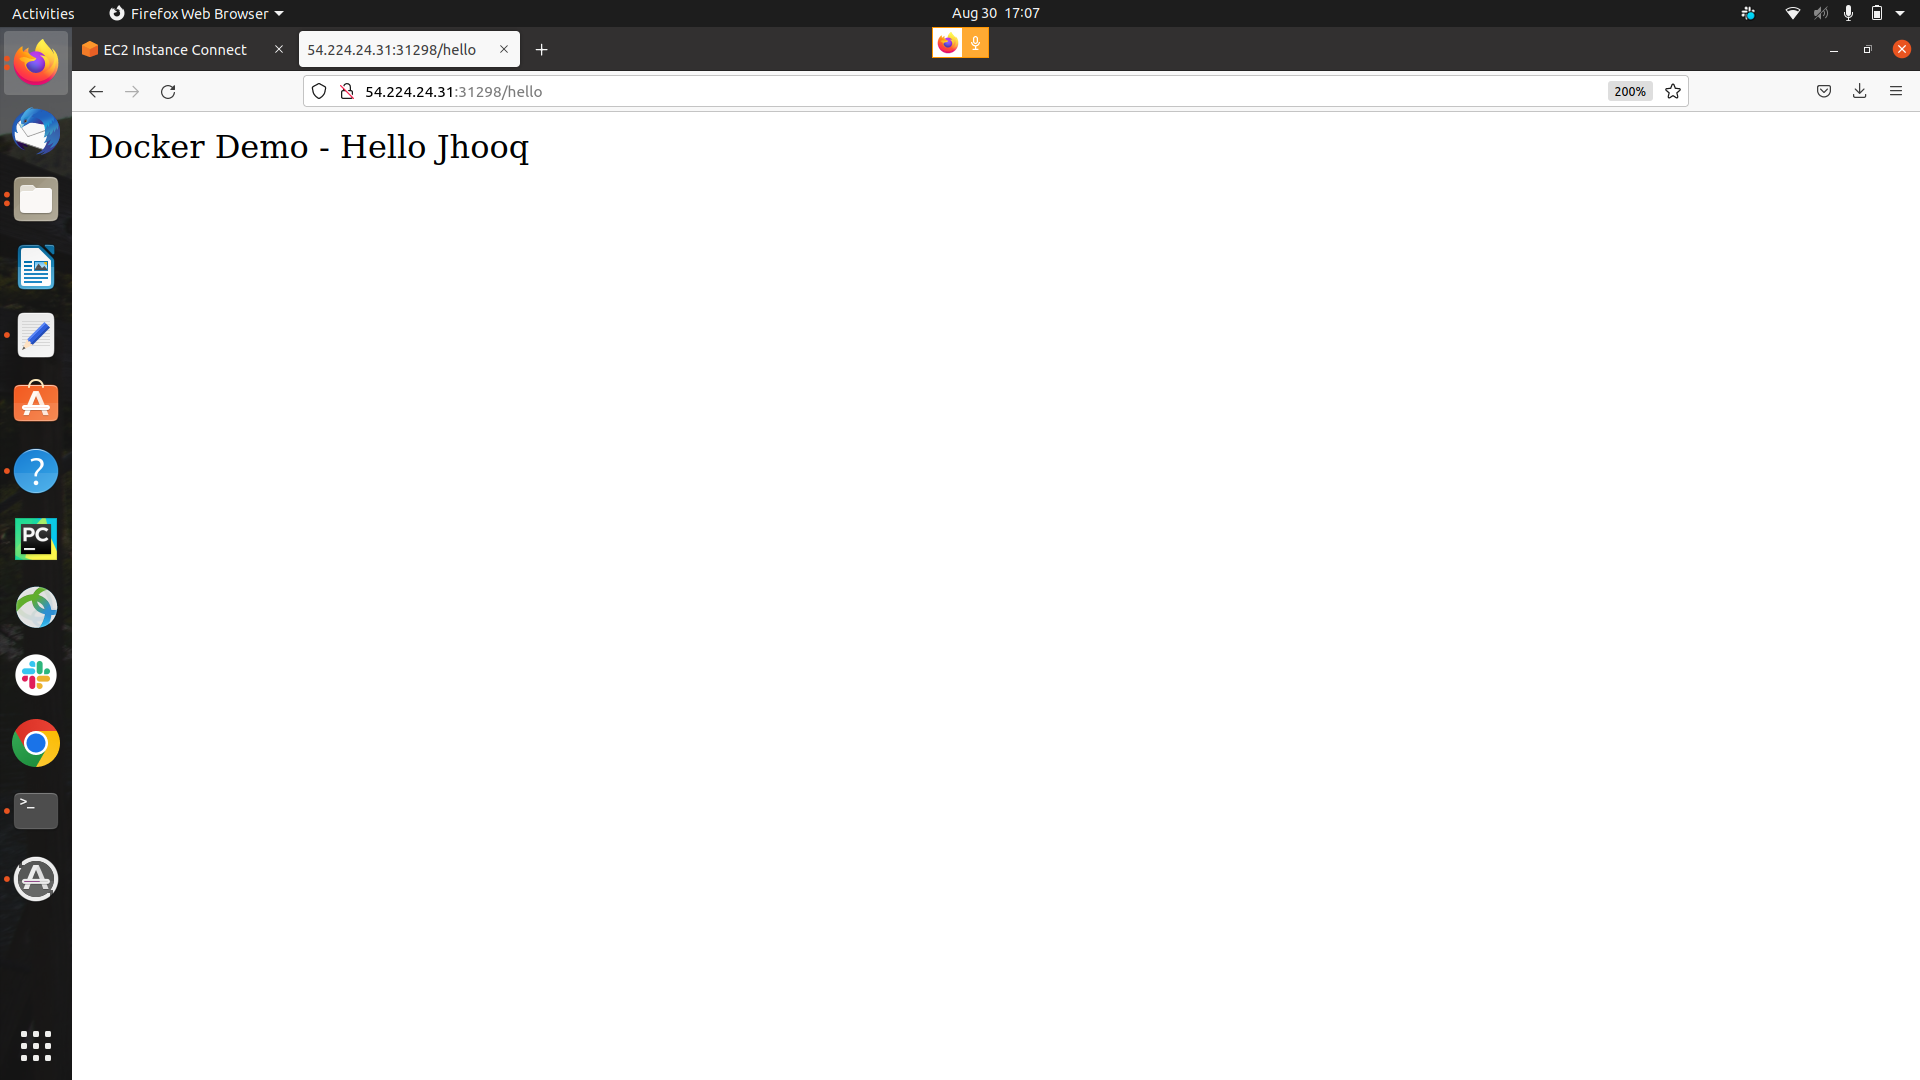 Activities
Firefox Web Browser
Aug 30 17:07
EC2 Instance Connect
54.224.24.31:31298/hello
54.224.24.31:31298/hello
200%
Docker Demo - Hello Jhooq
?
PC
>_